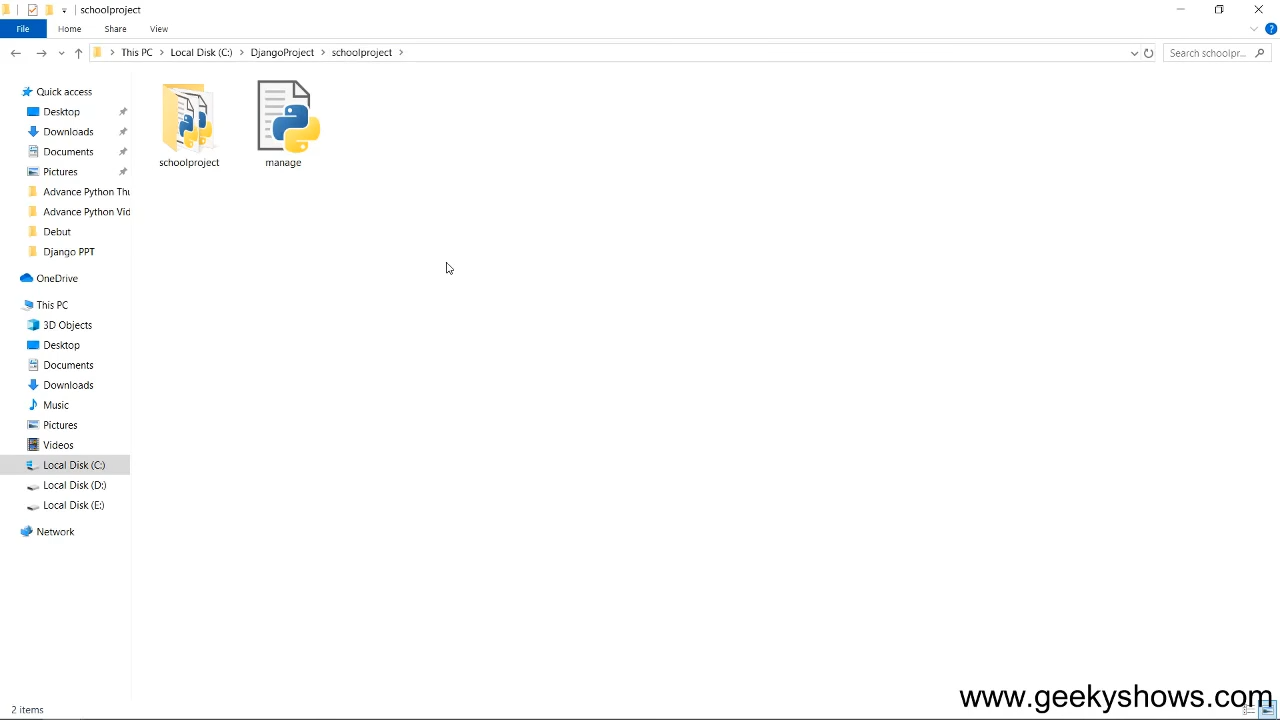 schoolproject
File Home Share View
This PC Local Disk (C:) DjangoProject schoolproject Search schoolpr...
Quick access
Desktop
Downloads
Documents
Pictures
Advance Python Thu
Advance Python Vid
Debut
Django PPT
OneDrive
This PC
3D Objects
Desktop
Documents
Downloads
Music
Pictures
Videos
Local Disk (C:)
Local Disk (D:)
Local Disk (E:)
Network
schoolproject manage
2 items
www.geekyshows.com